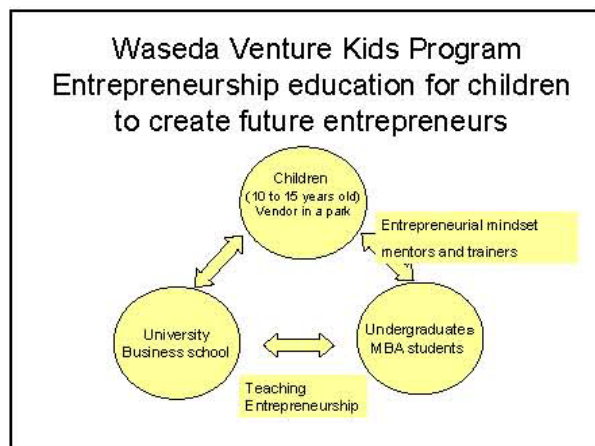 Waseda Venture Kids Program
Entrepreneurship education for children
to create future entrepreneurs
Children
(10 to 15 years old)
Vendor in a park
Entrepreneurial mindset
mentors and trainers
University
Business school
Undergraduates
MBA students
Teaching
Entrepreneurship